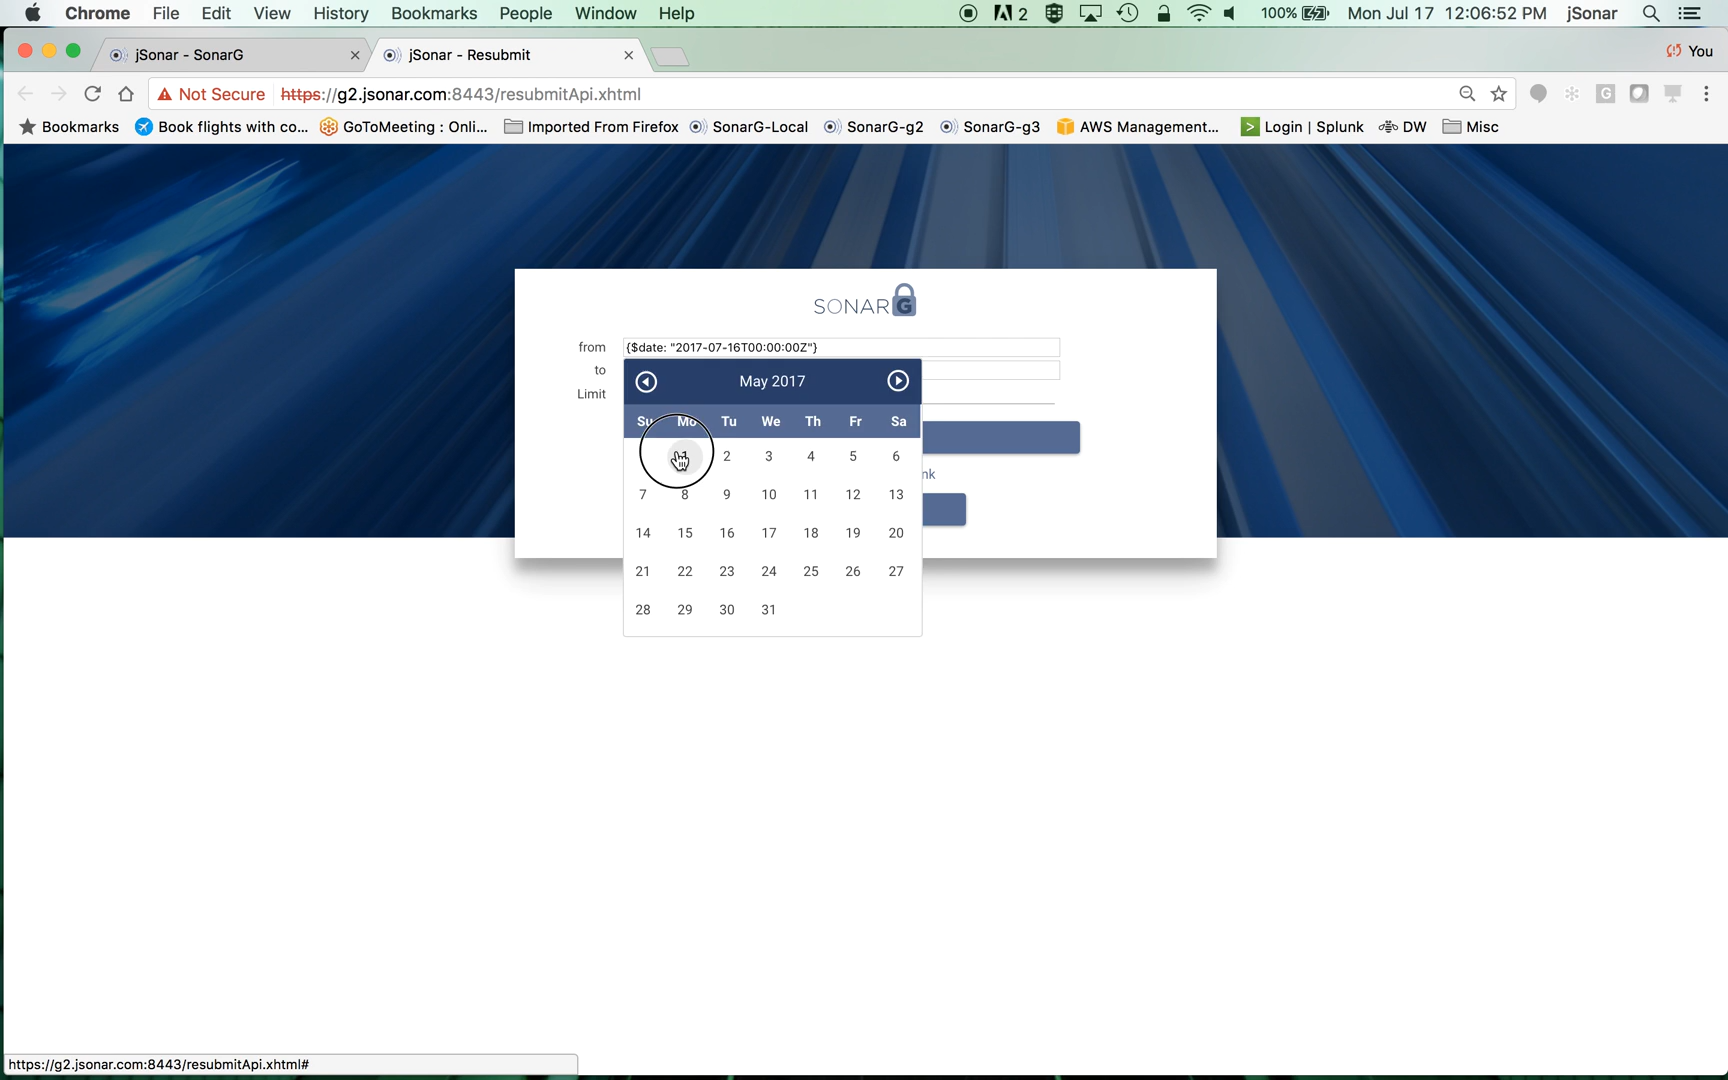 Chrome File Edit View History Bookmarks People Window Help 2 100% Mon Jul 17 12:06:52 PM jSonar
jSonar - SonarG jSonar - Resubmit You
Not Secure https://g2.jsonar.com:8443/resubmitApi.xhtml
Bookmarks Book flights with co... GoToMeeting : Onli... Imported From Firefox SonarG-Local SonarG-g2 SonarG-g3 AWS Management... Login | Splunk DW Misc
SONARG
from {$date: "2017-07-16T00:00:00Z"}
to
Limit
May 2017
Su Mo Tu We Th Fr Sa
1 2 3 4 5 6
7 8 9 10 11 12 13
14 15 16 17 18 19 20
21 22 23 24 25 26 27
28 29 30 31
nk
https://g2.jsonar.com:8443/resubmitApi.xhtml#